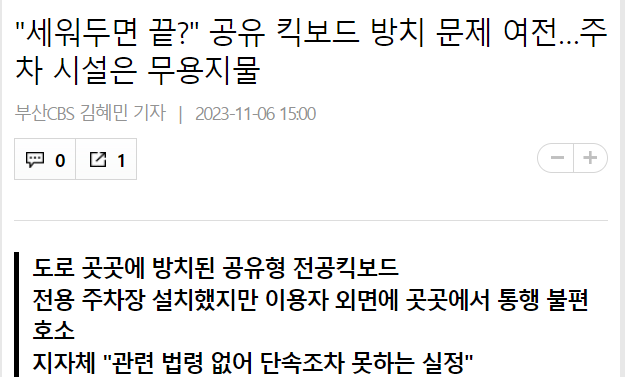 "세워두면 끝?" 공유 킥보드 방치 문제 여전…주
차 시설은 무용지물
부산CBS 김혜민 기자 | 2023-11-06 15:00
0 1
도로 곳곳에 방치된 공유형 전공킥보드
전용 주차장 설치했지만 이용자 외면에 곳곳에서 통행 불편
호소
지자체 "관련 법령 없어 단속조차 못하는 실정"